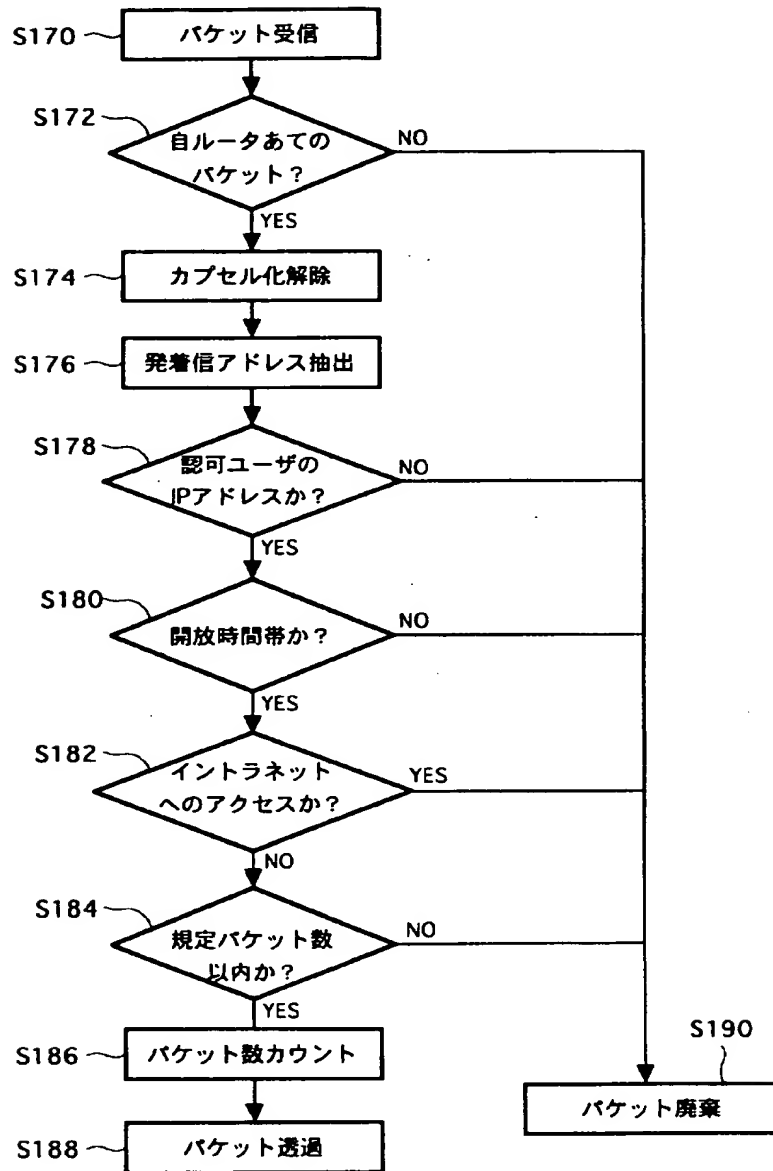 S170
パケット受信
S172
自ルータあての
パケット？
NO
YES
S174
カプセル化解除
S176
発着信アドレス抽出
S178
認可ユーザの
IPアドレスか？
NO
YES
S180
開放時間帯か？
NO
YES
S182
イントラネット
へのアクセスか？
YES
NO
S184
規定パケット数
以内か？
NO
YES
S186
パケット数カウント
S190
パケット廃棄
S188
パケット透過